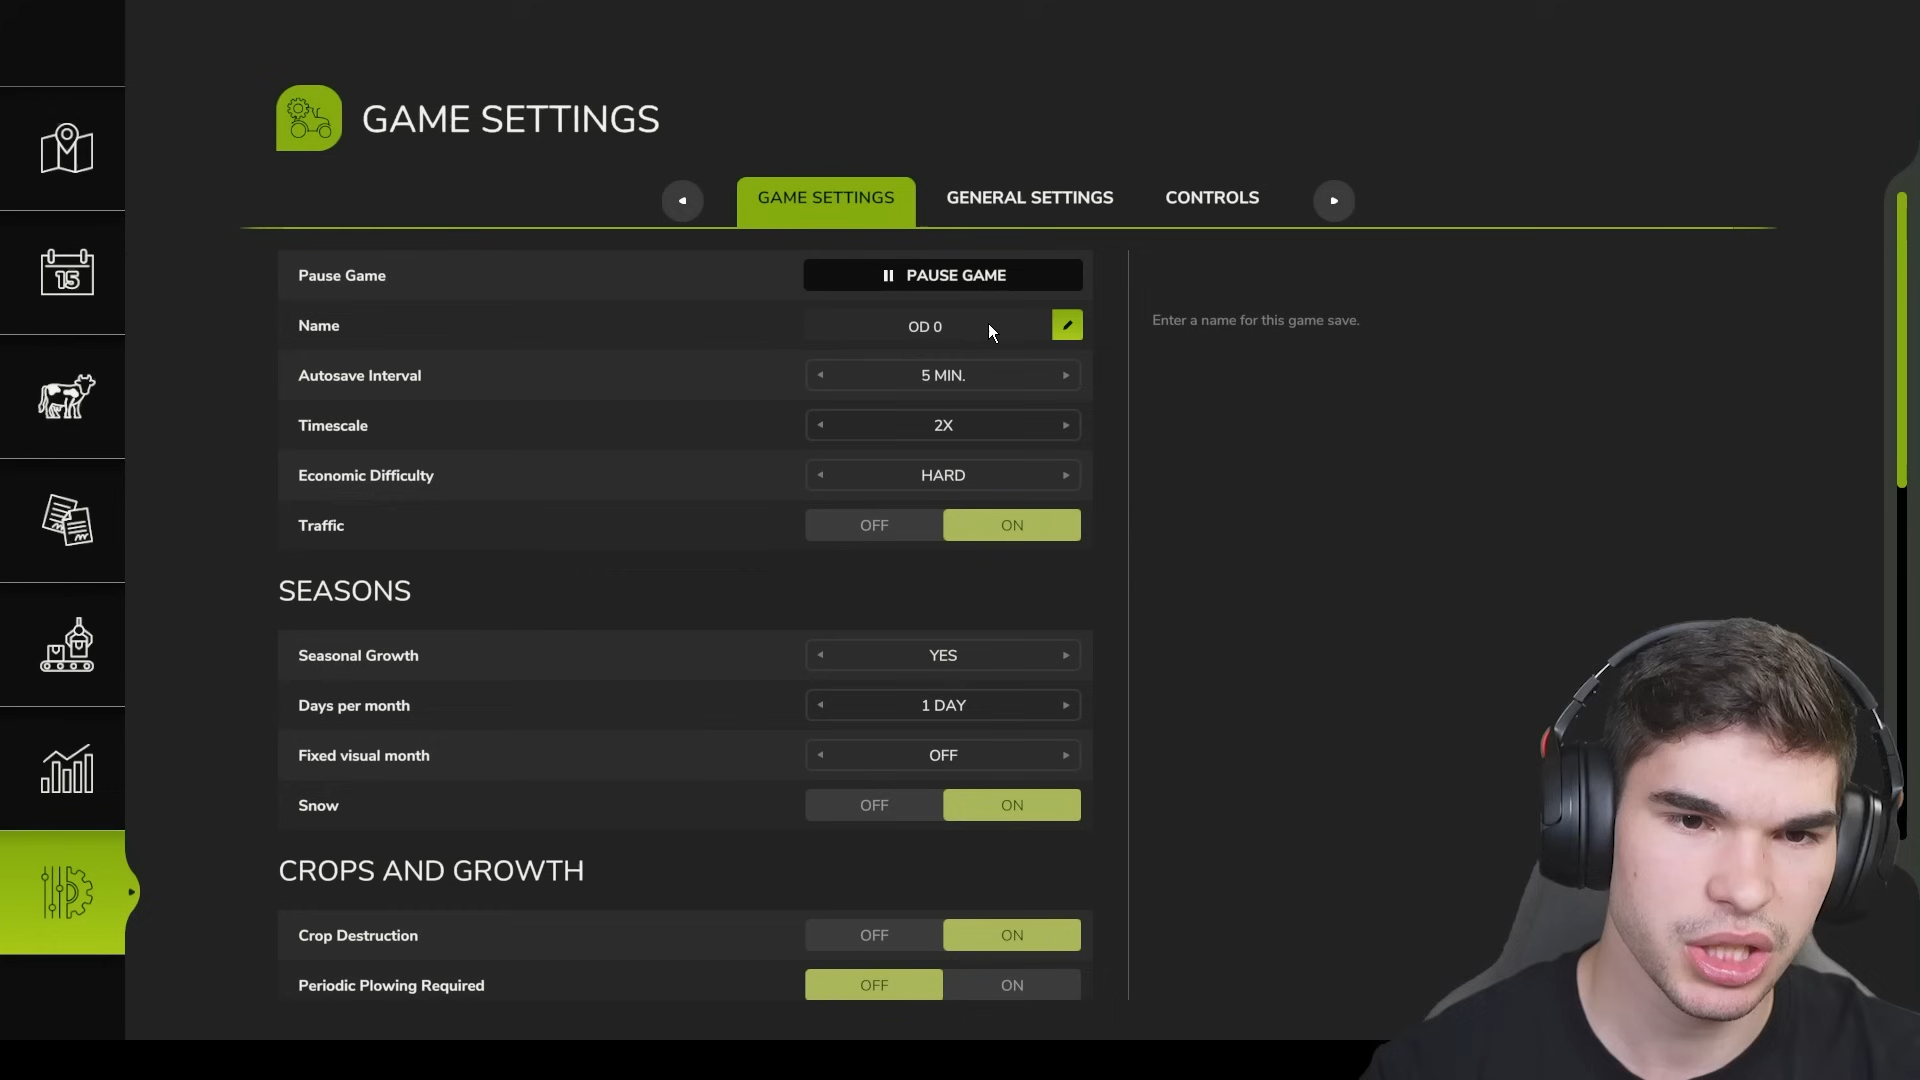 GAME SETTINGS
GAME SETTINGS
GENERAL SETTINGS
CONTROLS
Pause Game
PAUSE GAME
Name
OD 0
Autosave Interval
5 MIN.
Timescale
2X
Economic Difficulty
HARD
Traffic
OFF
ON
Enter a name for this game save.
SEASONS
Seasonal Growth
YES
Days per month
1 DAY
Fixed visual month
OFF
Snow
OFF
ON
CROPS AND GROWTH
Crop Destruction
OFF
ON
Periodic Plowing Required
OFF
ON
15